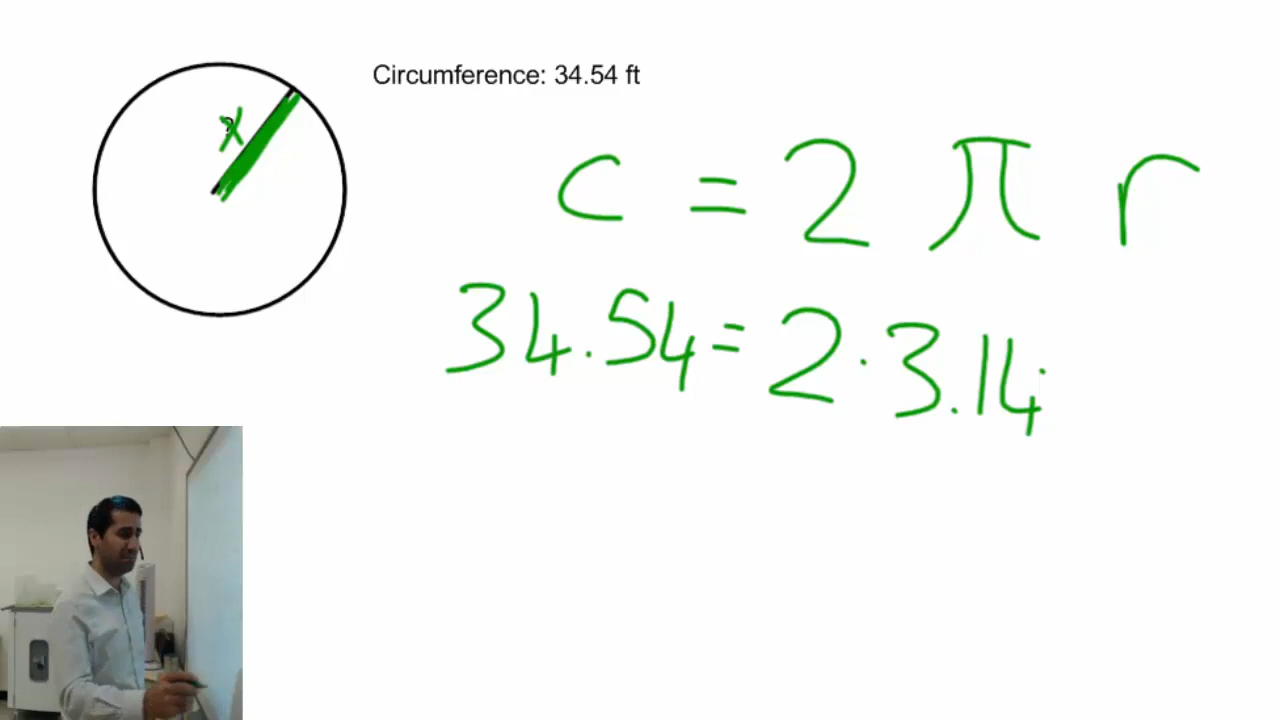 Circumference: 34.54 ft
x
c = 2 π r
34.54 = 2 · 3.14